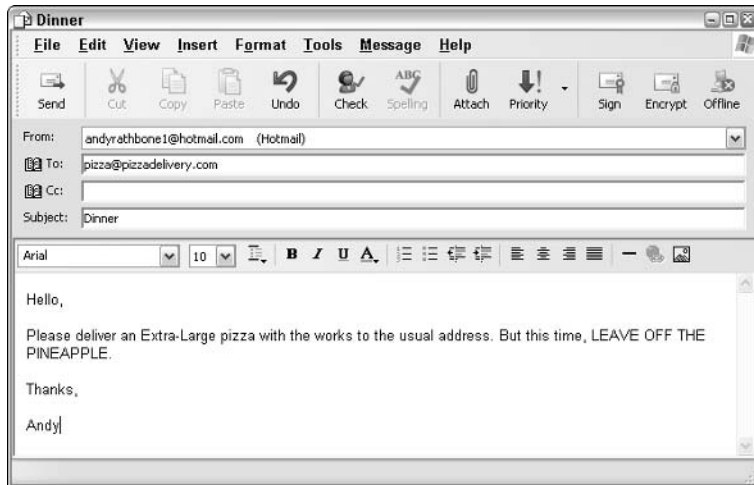 Dinner
File Edit View Insert Format Tools Message Help
Send Cut Copy Paste Undo Check Spelling Attach Priority Sign Encrypt Offline
From: andyrathbone1@hotmail.com (Hotmail)
To: pizza@pizzadelivery.com
Cc:
Subject: Dinner
Arial 10 B I U A
Hello,
Please deliver an Extra-Large pizza with the works to the usual address. But this time, LEAVE OFF THE
PINEAPPLE.
Thanks,
Andy